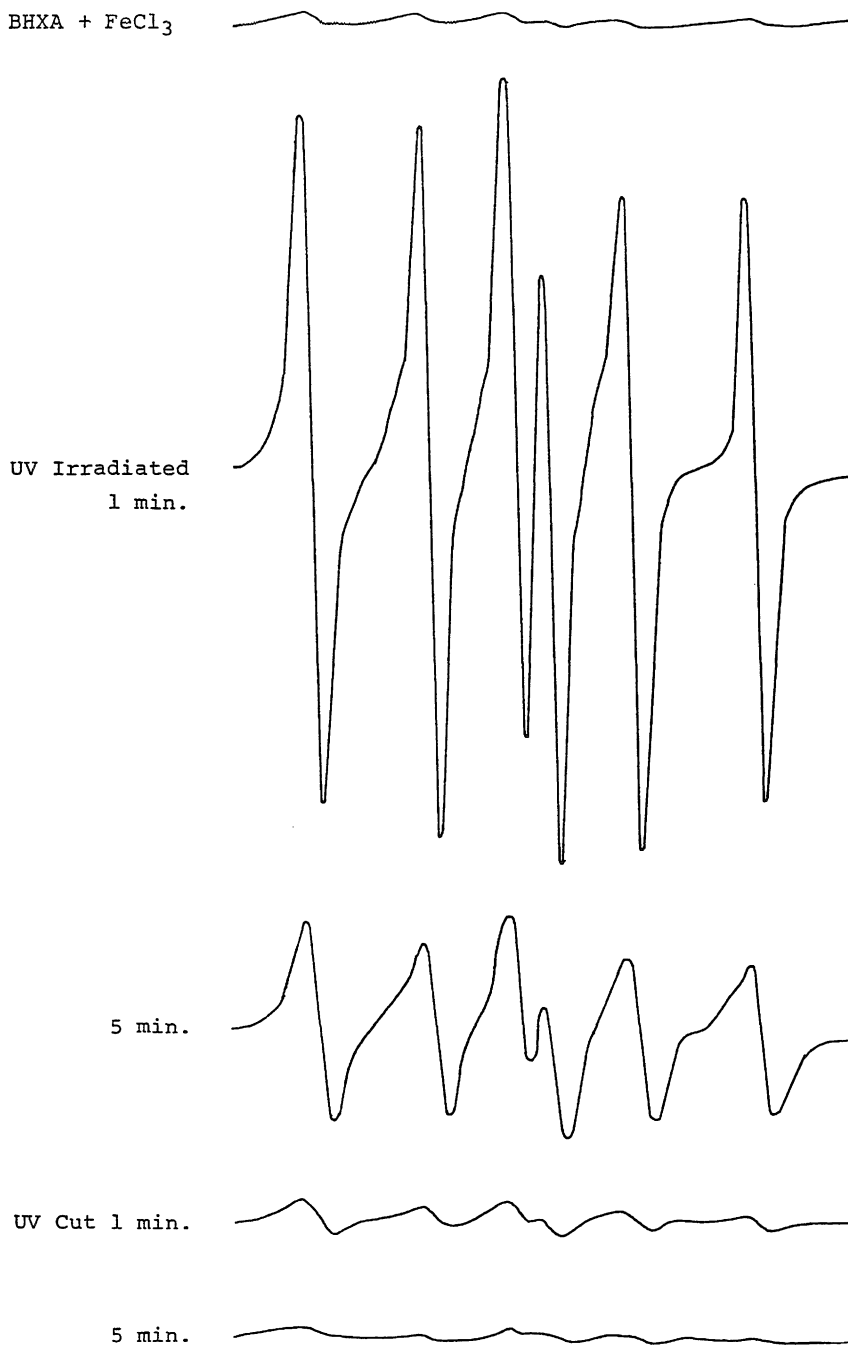 BHXA + FeCl3
UV Irradiated
1 min.
5 min.
UV Cut 1 min.
5 min.